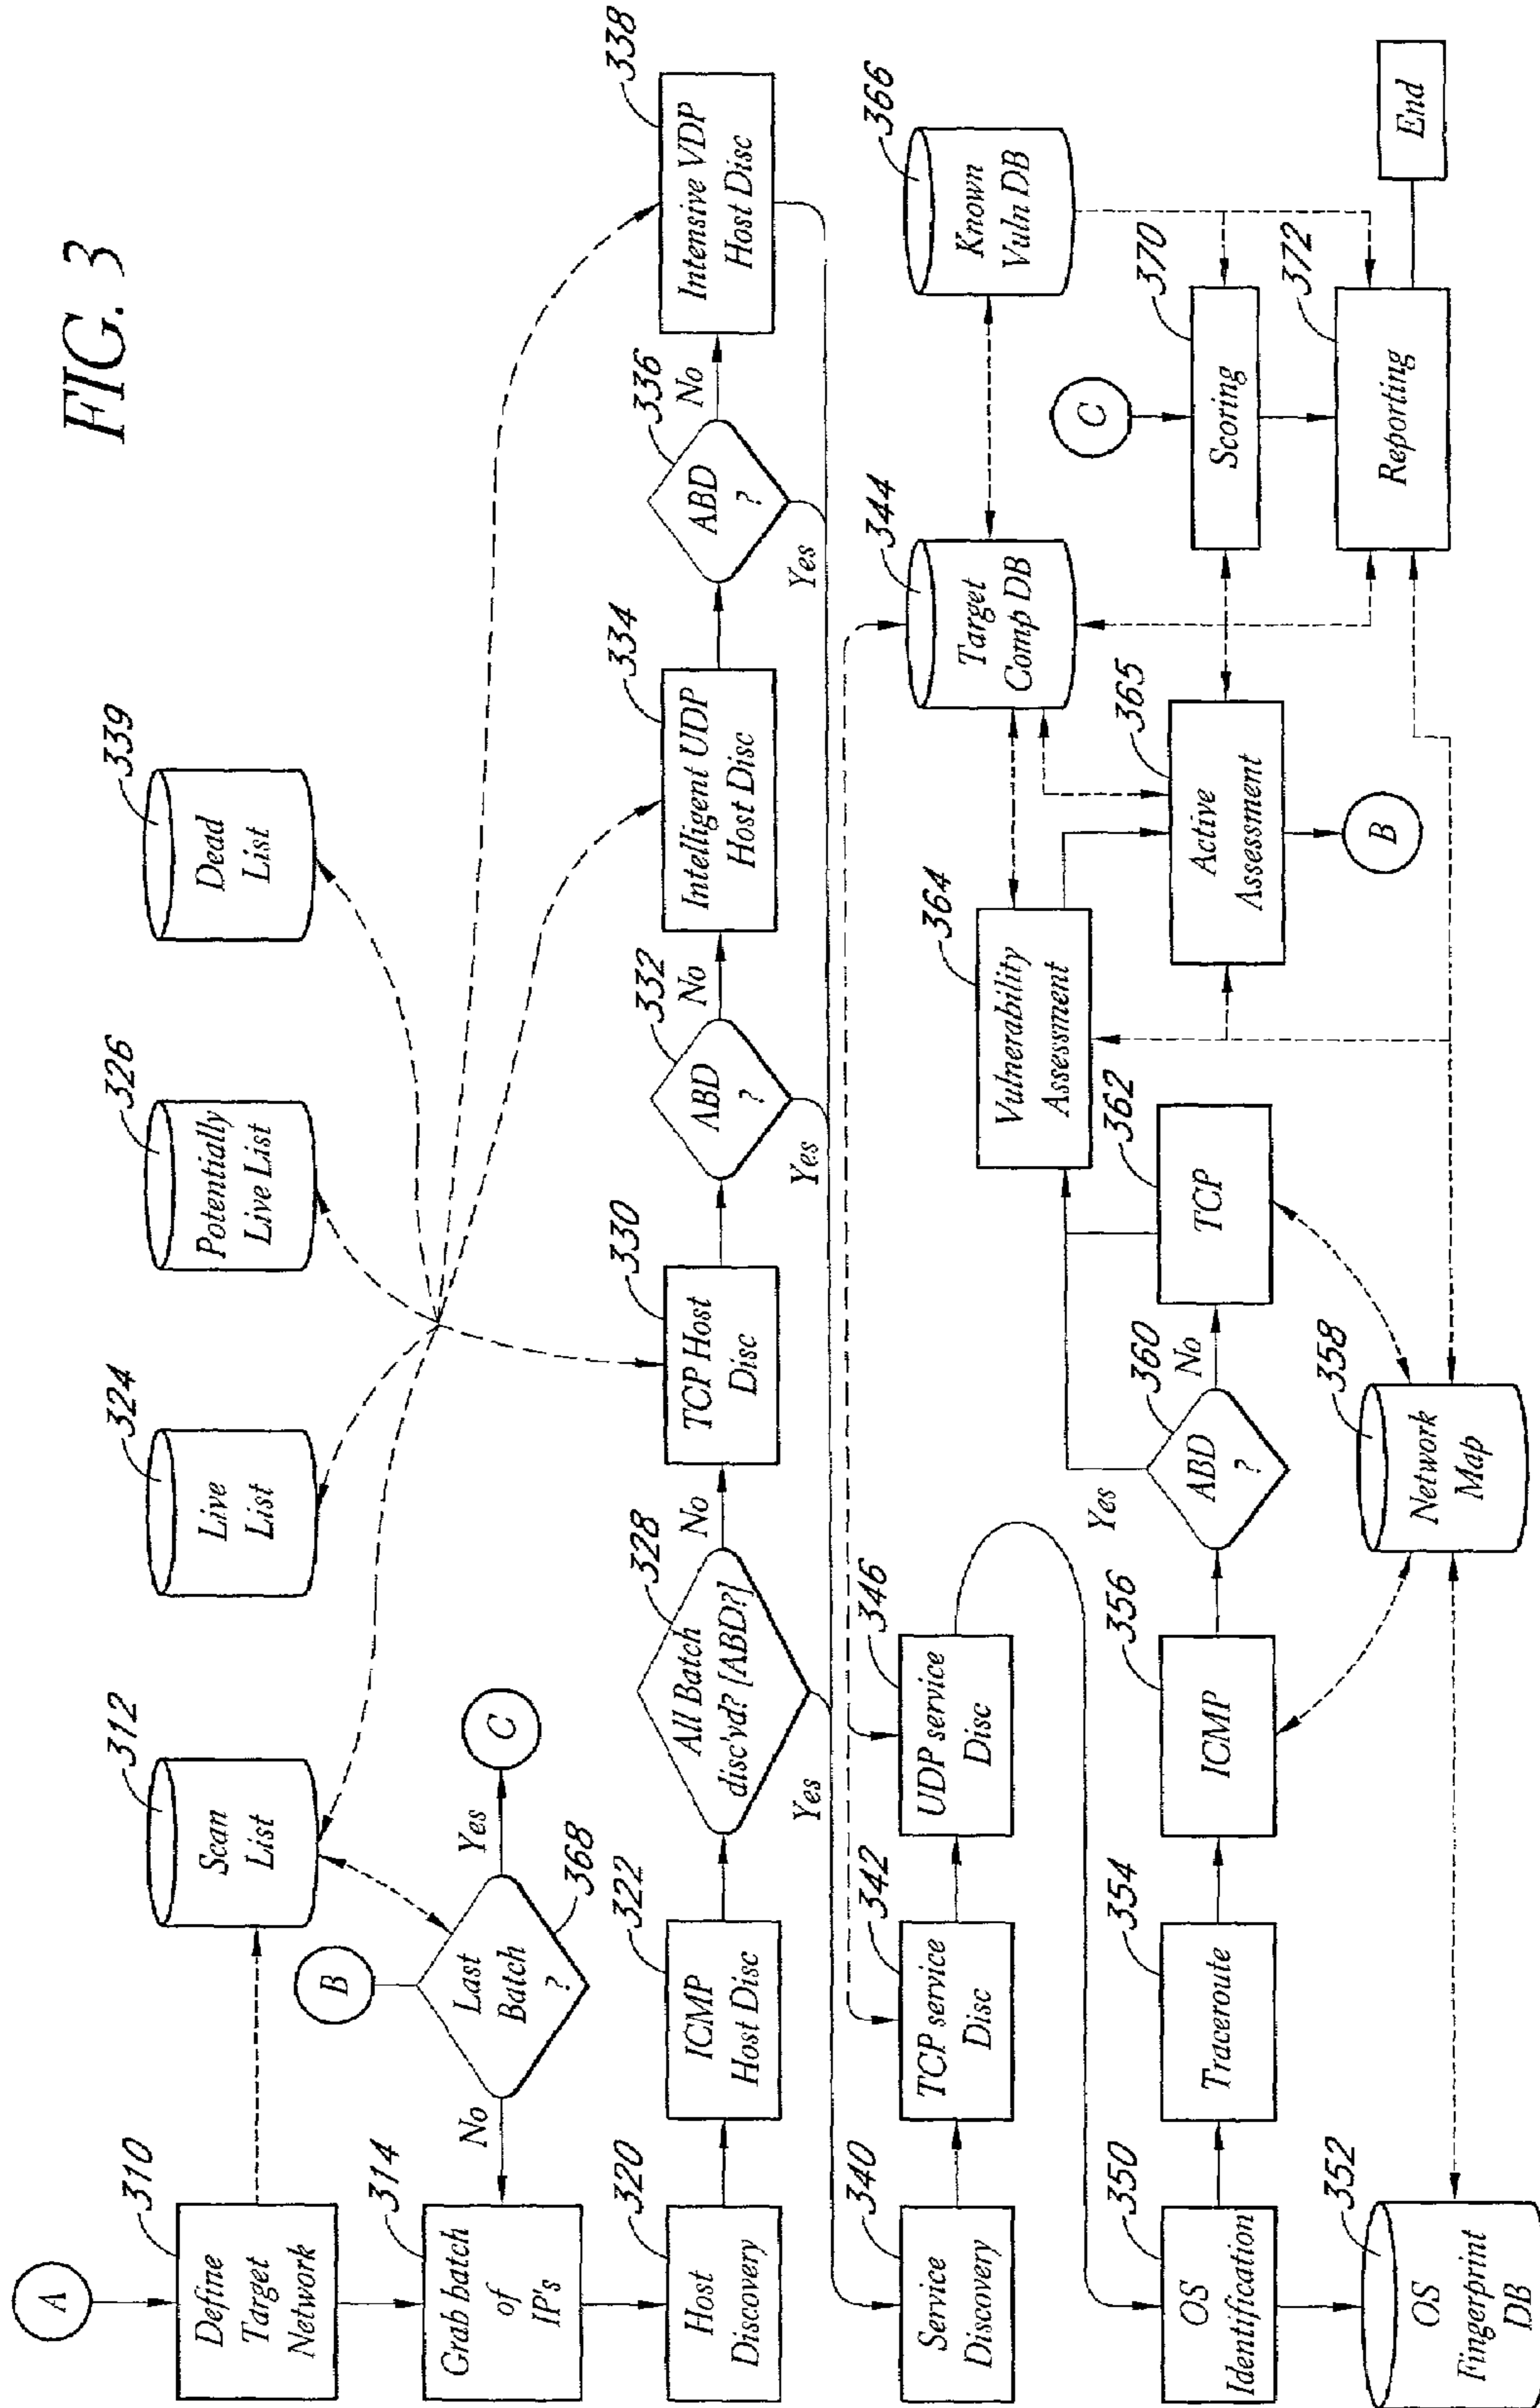 FIG. 3
A
310
Define
Target
Network
312
Scan
List
324
Live
List
326
Potentially
Live List
339
Dead
List
B
314
Grab batch
of
IP's
No
Last
Batch
?
368
Yes
C
320
Host
Discovery
322
ICMP
Host Disc
328
All Batch
disc'vd? [ABD?]
No
Yes
330
TCP Host
Disc
332
ABD
?
No
Yes
334
Intelligent UDP
Host Disc
336
ABD
?
No
Yes
338
Intensive VDP
Host Disc
340
Service
Discovery
342
TCP service
Disc
346
UDP service
Disc
344
Target
Comp DB
366
Known
Vuln DB
350
OS
Identification
354
Traceroute
356
ICMP
360
ABD
?
Yes
No
362
TCP
364
Vulnerability
Assessment
365
Active
Assessment
B
C
370
Scoring
372
Reporting
End
352
OS
Fingerprint
DB
358
Network
Map